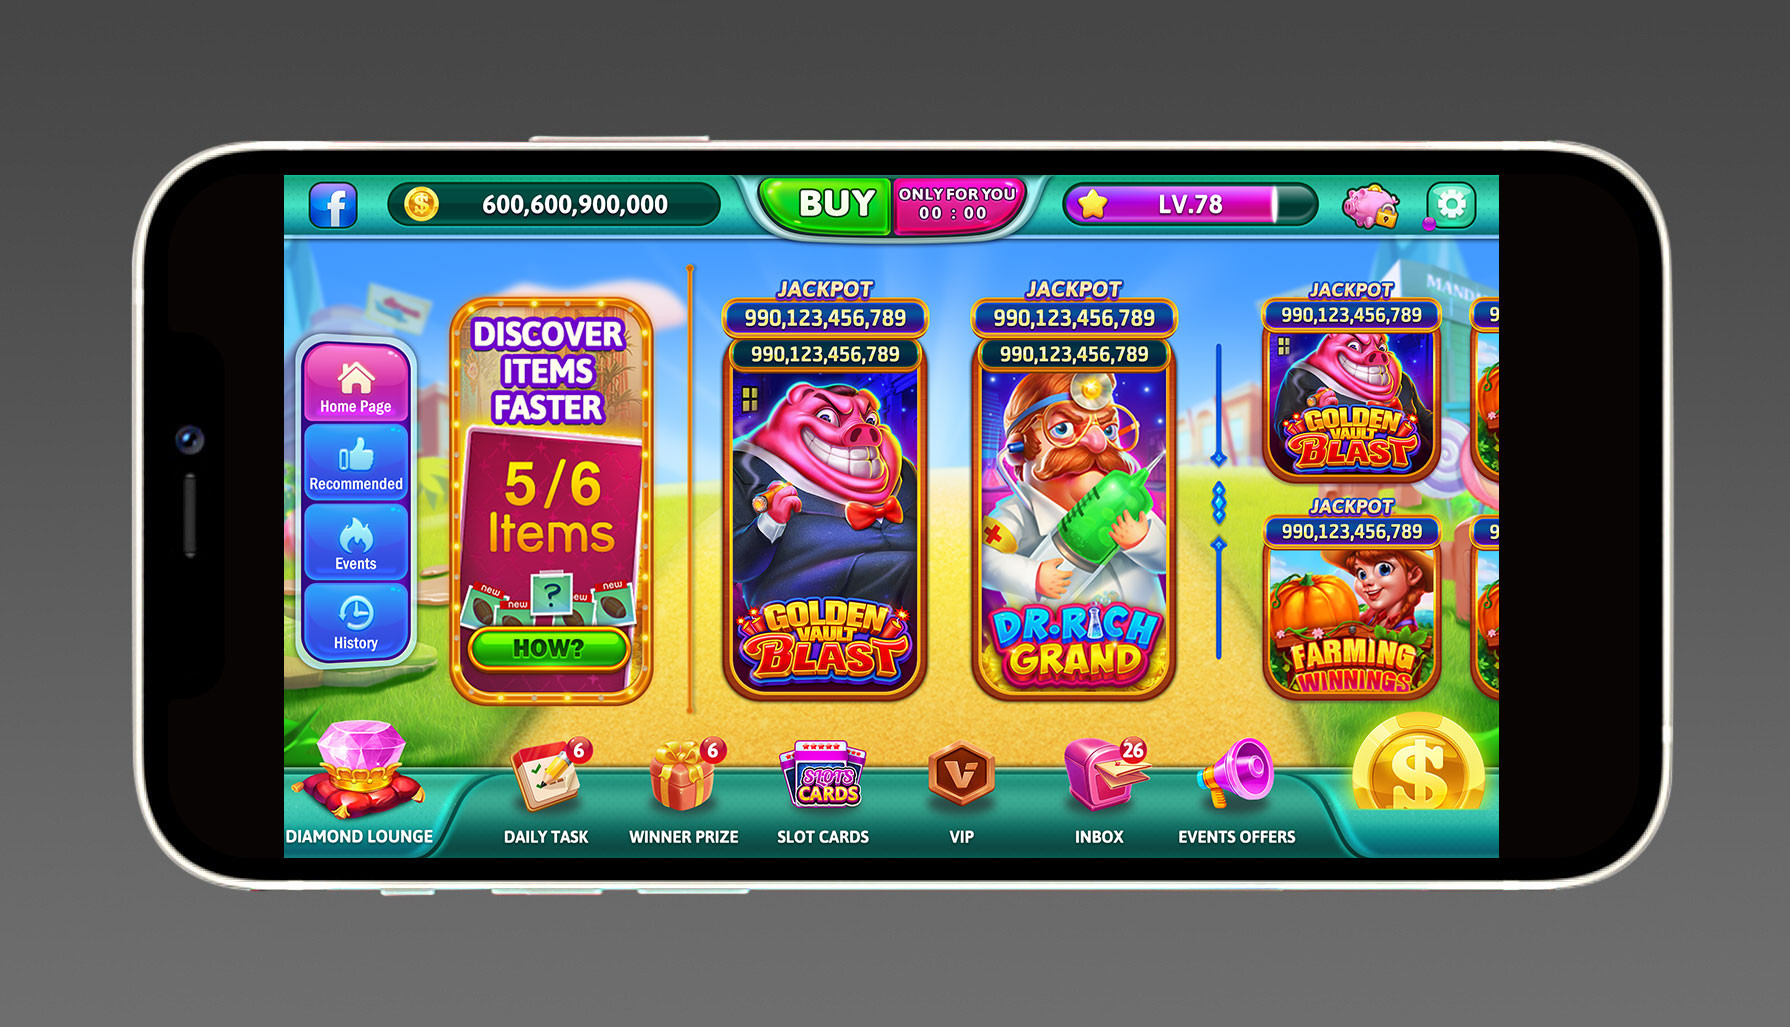 f
600,600,900,000
BUY
ONLY FOR YOU
00 : 00
LV.78
Home Page
Recommended
Events
History
DISCOVER
ITEMS
FASTER
5/6
Items
new
new
new
?
HOW?
JACKPOT
990,123,456,789
990,123,456,789
GOLDEN
VAULT
BLAST
JACKPOT
990,123,456,789
990,123,456,789
DR.RICH
GRAND
JACKPOT
990,123,456,789
GOLDEN
VAULT
BLAST
JACKPOT
990,123,456,789
FARMING
WINNINGS
9
9
$
DIAMOND LOUNGE
6
DAILY TASK
6
WINNER PRIZE
SLOTS
CARDS
SLOT CARDS
V
VIP
26
INBOX
EVENTS OFFERS
$